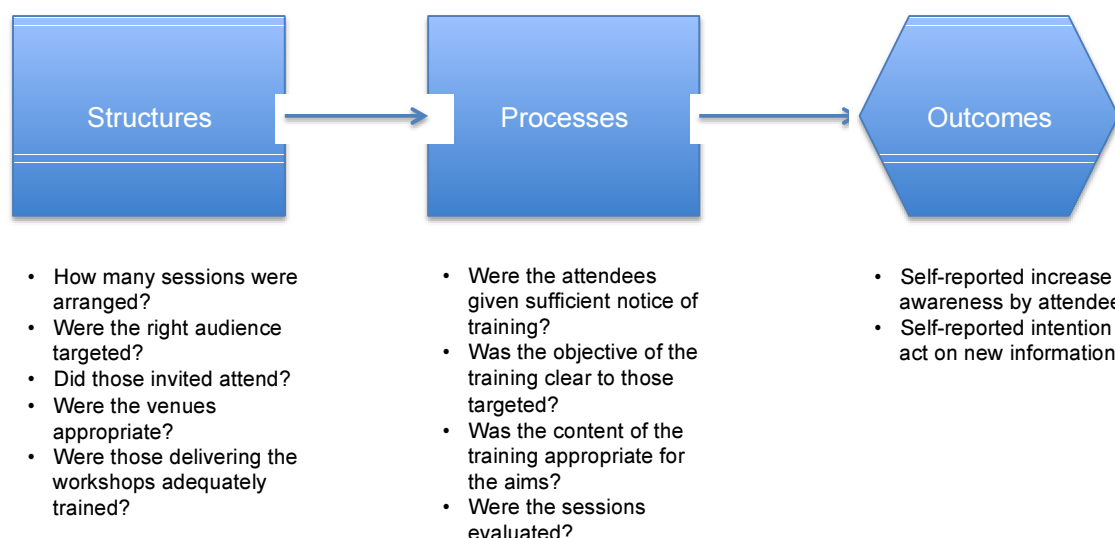 Structures
Processes
Outcomes
• How many sessions were
arranged?
• Were the right audience
targeted?
• Did those invited attend?
• Were the venues
appropriate?
• Were those delivering the
workshops adequately
trained?
• Were the attendees
given sufficient notice of
training?
• Was the objective of the
training clear to those
targeted?
• Was the content of the
training appropriate for
the aims?
• Were the sessions
evaluated?
• Self-reported increase
awareness by
• Self-reported intention
act on new information